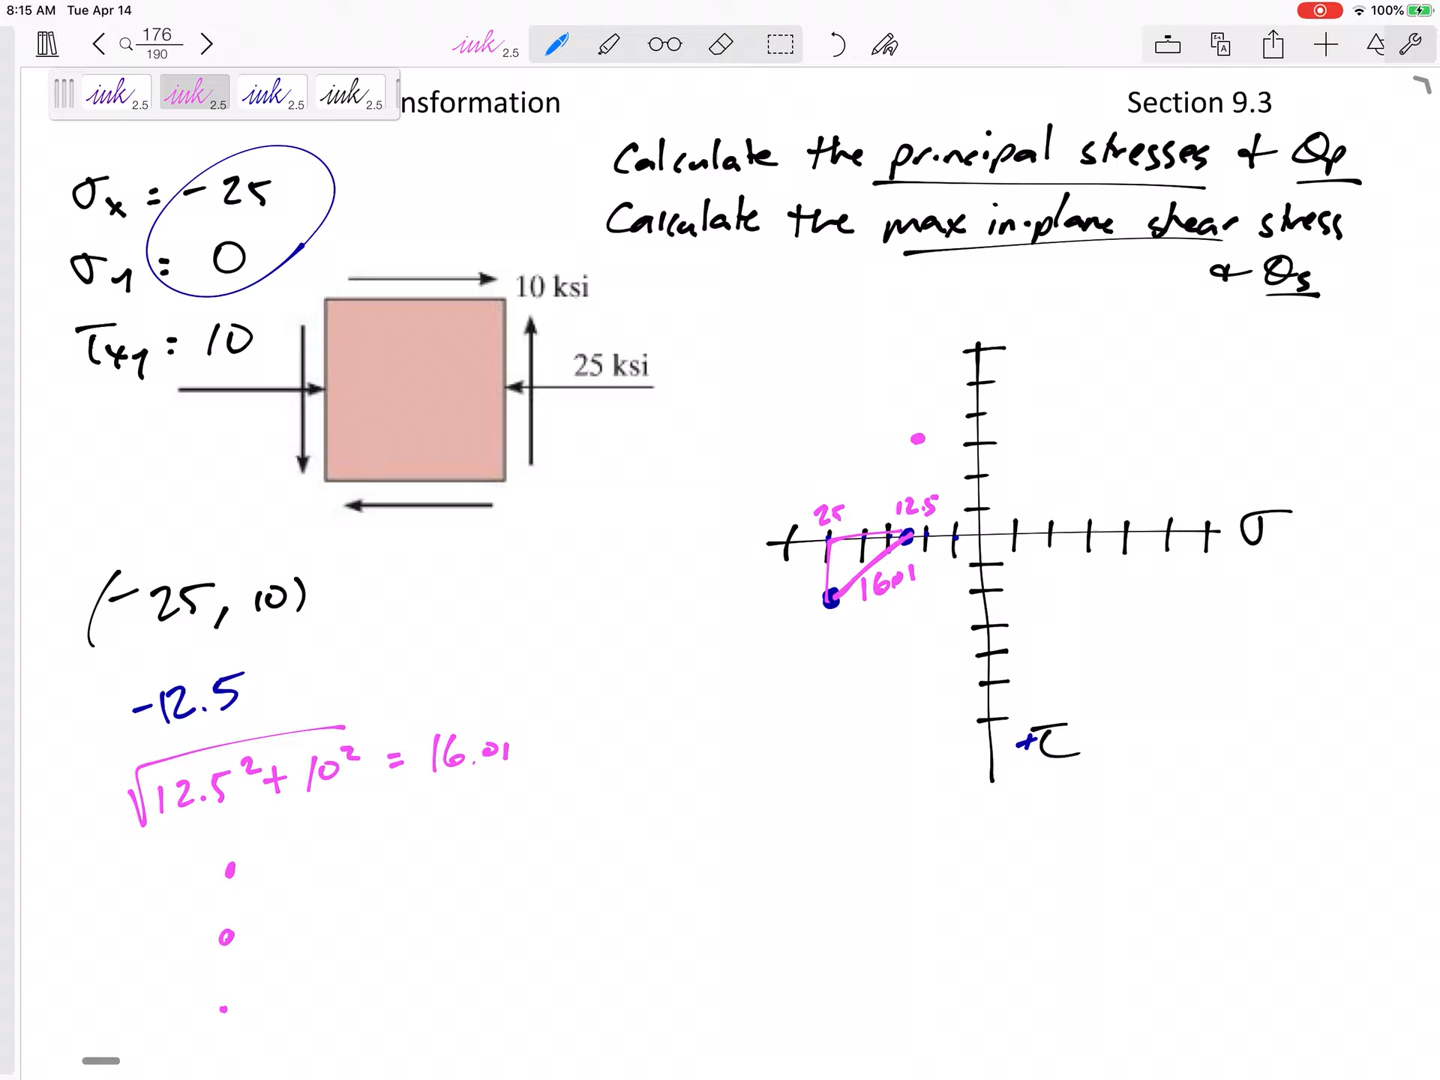 8:15 AM Tue Apr 14
100%
176
190
ink 2.5
ink 2.5
ink 2.5
ink 2.5
ink 2.5
nsformation
Section 9.3
Calculate the principal stresses & θp
Calculate the max in-plane shear stress
& θs
σx = -25
σy = 0
τxy = 10
10 ksi
25 ksi
25
12.5
16.01
σ
+τ
(-25, 10)
-12.5
√12.5² + 10² = 16.01